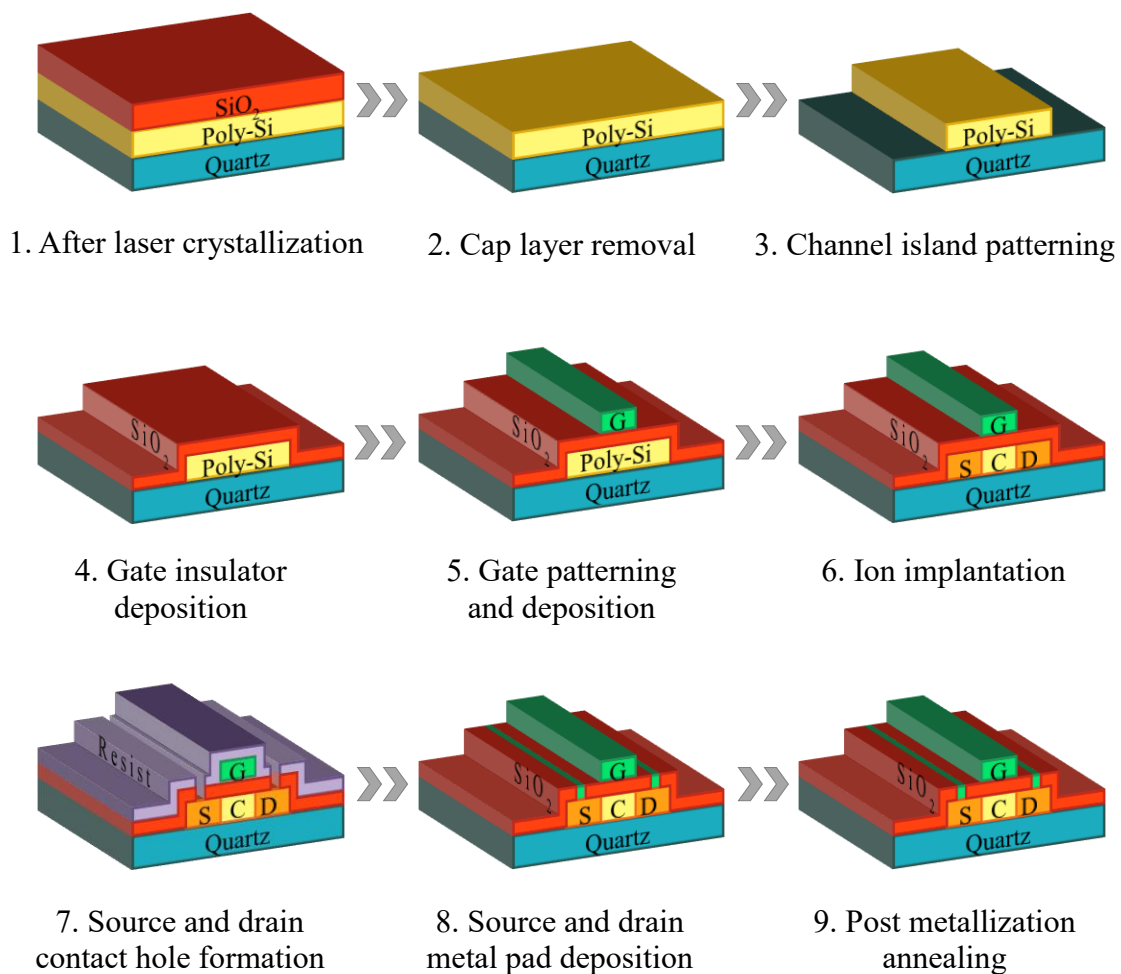 SiO₂
Poly-Si
Quartz
Poly-Si
Quartz
Poly-Si
Quartz
1. After laser crystallization
2. Cap layer removal
3. Channel island patterning
SiO₂
Poly-Si
Quartz
G
SiO₂
Poly-Si
Quartz
G
SiO₂
S C D
Quartz
4. Gate insulator
deposition
5. Gate patterning
and deposition
6. Ion implantation
Resist
G
S C D
Quartz
G
SiO₂
S C D
Quartz
G
SiO₂
S C D
Quartz
7. Source and drain
contact hole formation
8. Source and drain
metal pad deposition
9. Post metallization
annealing